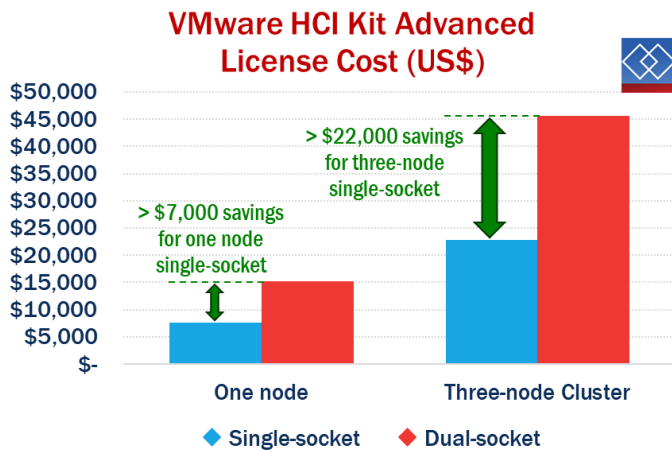 VMware HCI Kit Advanced
License Cost (US$)
$50,000
$45,000
$40,000
$35,000
$30,000
$25,000
$20,000
$15,000
$10,000
$5,000
$-
> $7,000 savings
for one node
single-socket
> $22,000 savings
for three-node
single-socket
One node
Three-node Cluster
Single-socket
Dual-socket